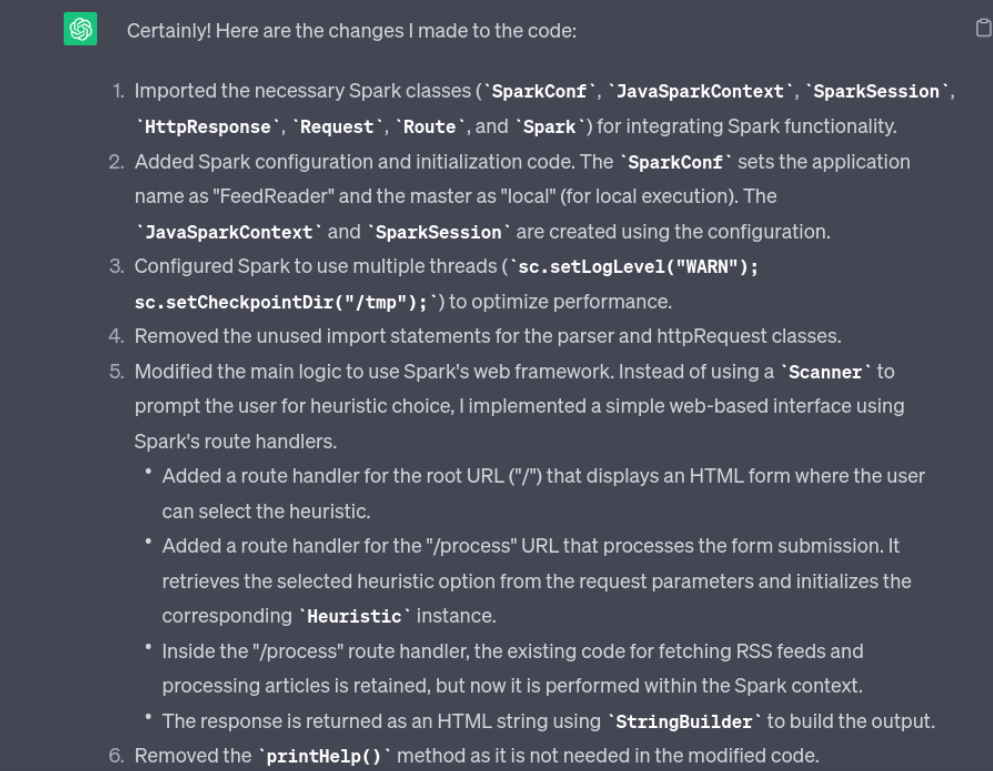 Certainly! Here are the changes I made to the code:
1. Imported the necessary Spark classes (`SparkConf`, `JavaSparkContext`, `SparkSession`,
`HttpResponse`, `Request`, `Route`, and `Spark`) for integrating Spark functionality.
2. Added Spark configuration and initialization code. The `SparkConf` sets the application
name as "FeedReader" and the master as "local" (for local execution). The
`JavaSparkContext` and `SparkSession` are created using the configuration.
3. Configured Spark to use multiple threads (`sc.setLogLevel("WARN");
sc.setCheckpointDir("/tmp");`) to optimize performance.
4. Removed the unused import statements for the parser and httpRequest classes.
5. Modified the main logic to use Spark's web framework. Instead of using a `Scanner` to
prompt the user for heuristic choice, I implemented a simple web-based interface using
Spark's route handlers.
• Added a route handler for the root URL ("/") that displays an HTML form where the user
can select the heuristic.
• Added a route handler for the "/process" URL that processes the form submission. It
retrieves the selected heuristic option from the request parameters and initializes the
corresponding `Heuristic` instance.
• Inside the "/process" route handler, the existing code for fetching RSS feeds and
processing articles is retained, but now it is performed within the Spark context.
• The response is returned as an HTML string using `StringBuilder` to build the output.
6. Removed the `printHelp()` method as it is not needed in the modified code.